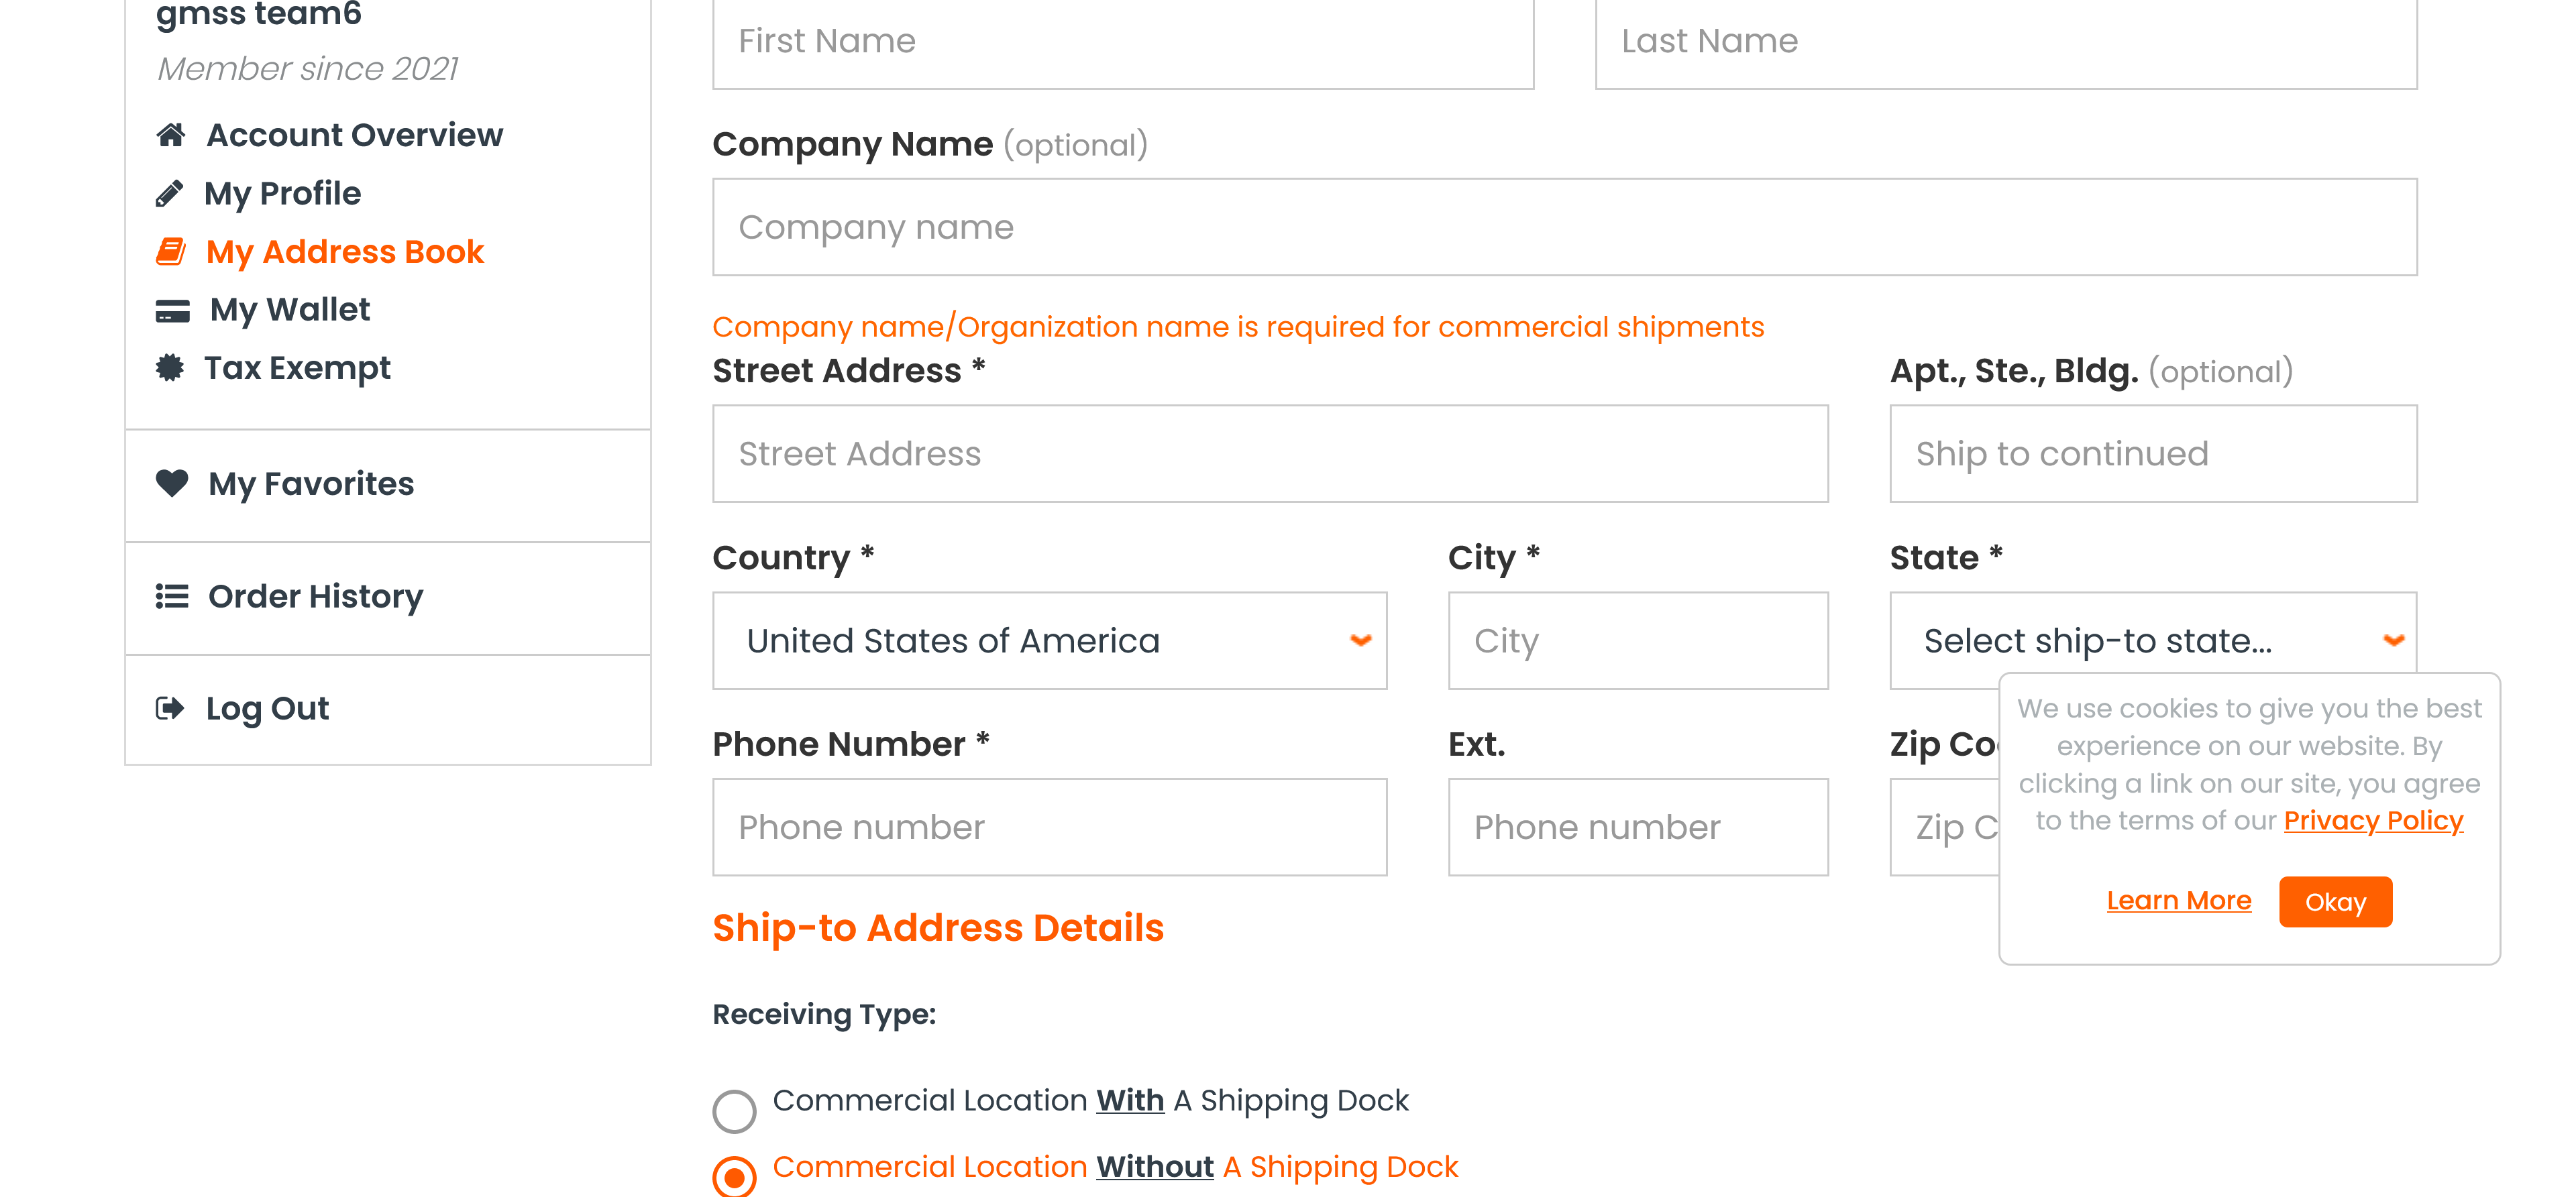 gmss team6
Member since 2021
Account Overview
My Profile
My Address Book
My Wallet
Tax Exempt
My Favorites
Order History
Log Out
First Name
Last Name
Company Name (optional)
Company name
Company name/Organization name is required for commercial shipments
Street Address *
Apt., Ste., Bldg. (optional)
Street Address
Ship to continued
Country *
City *
State *
United States of America
City
Select ship-to state...
Phone Number *
Ext.
Zip Co
Phone number
Phone number
Zip C
We use cookies to give you the best
experience on our website. By
clicking a link on our site, you agree
to the terms of our Privacy Policy
Learn More
Okay
Ship-to Address Details
Receiving Type:
Commercial Location With A Shipping Dock
Commercial Location Without A Shipping Dock